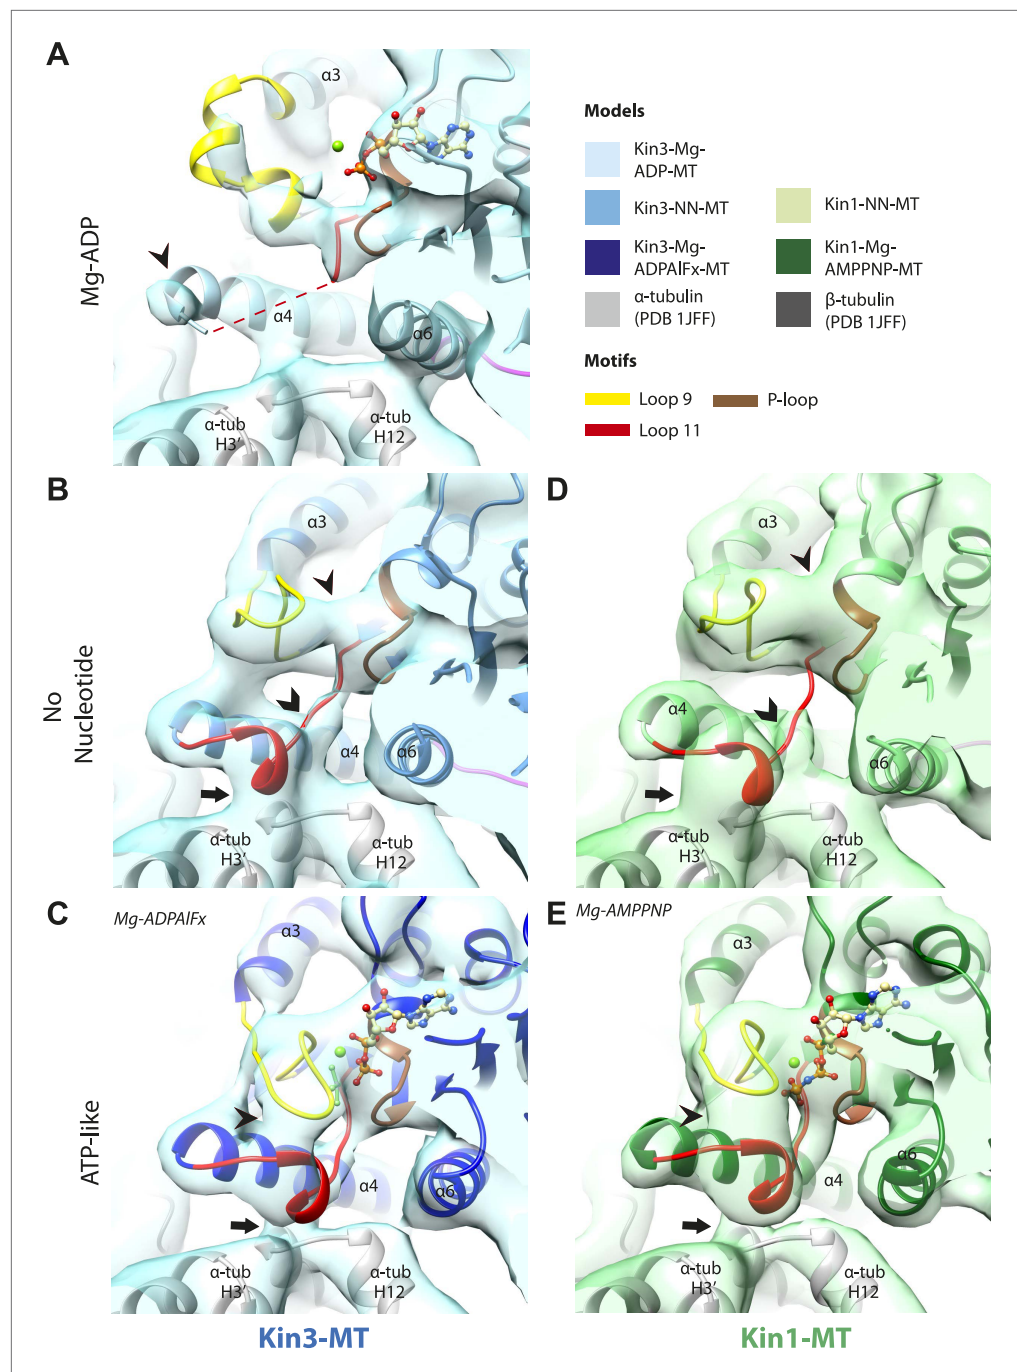 A
α3
Mg-ADP
α4
α6
α-tub
H3′
α-tub
H12
Models
Kin3-Mg-
ADP-MT
Kin3-NN-MT
Kin1-NN-MT
Kin3-Mg-
ADPAlFx-MT
Kin1-Mg-
AMPPNP-MT
α-tubulin
(PDB 1JFF)
β-tubulin
(PDB 1JFF)
Motifs
Loop 9
P-loop
Loop 11
B
α3
No
Nucleotide
α4
α6
α-tub
H3′
α-tub
H12
D
α3
α4
α6
α-tub
H3′
α-tub
H12
C
Mg-ADPAlFx
α3
ATP-like
α4
α6
α-tub
H3′
α-tub
H12
Kin3-MT
E
Mg-AMPPNP
α3
α6
α4
α-tub
H3′
α-tub
H12
Kin1-MT